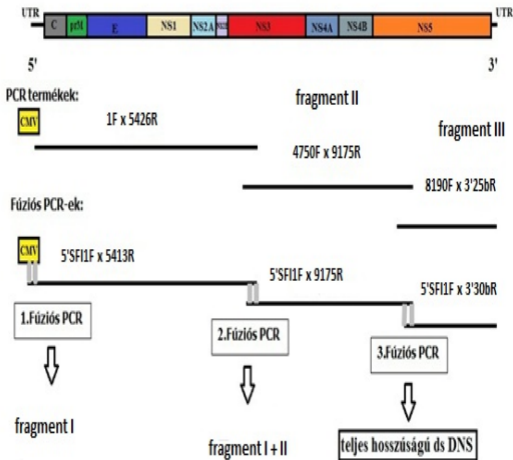 UTR
UTR
C prM E NS1 NS2A NS3 NS4A NS4B NS5
5' 3'
PCR termékek:
fragment II
CMV
1F x 5426R
fragment III
4750F x 9175R
8190F x 3'25bR
Fúziós PCR-ek:
CMV
5'SFI1F x 5413R
5'SFI1F x 9175R
5'SFI1F x 3'30bR
1.Fúziós PCR
2.Fúziós PCR
3.Fúziós PCR
fragment I
fragment I + II
teljes hosszúságú ds DNS